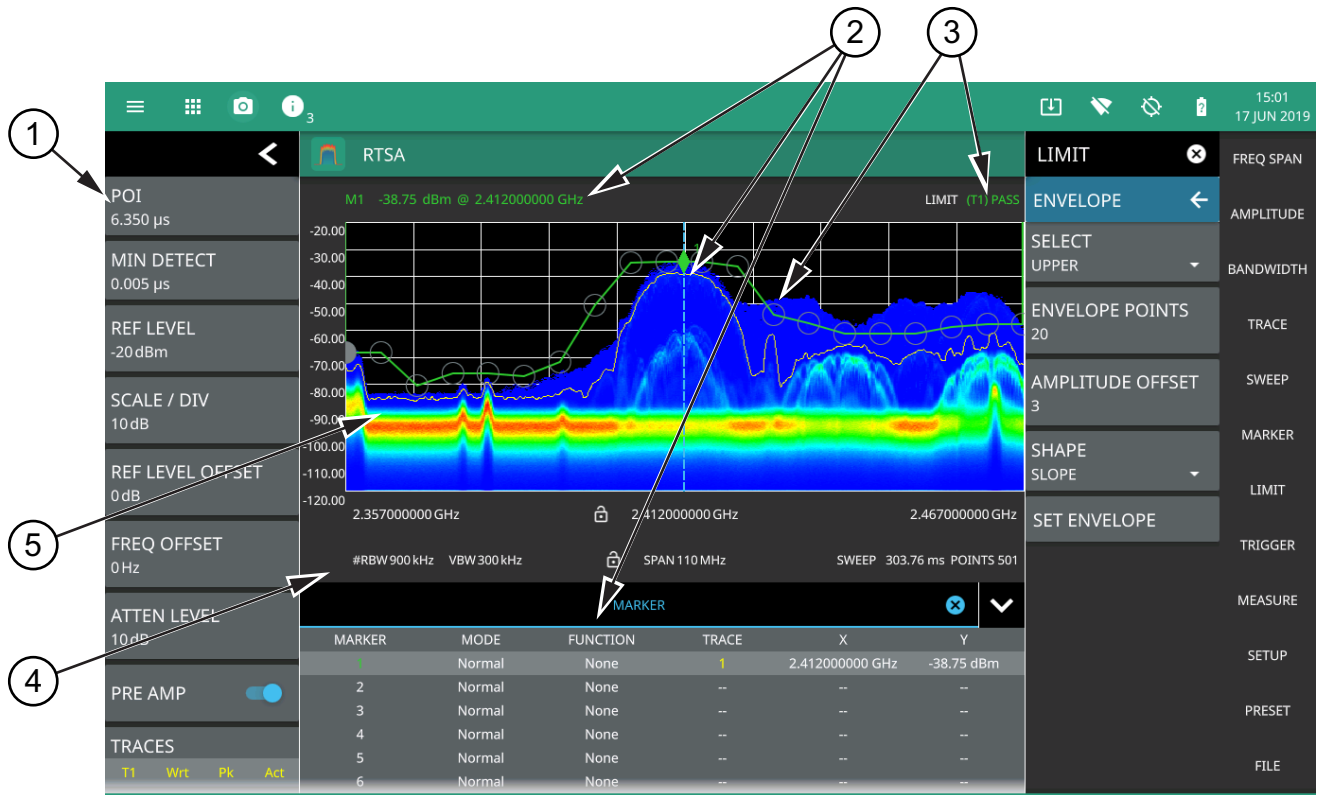 2
3
1
4
5
i
3
?
15:01
17 JUN 2019
RTSA
LIMIT
FREQ SPAN
POI
6.350 µs
M1 -38.75 dBm @ 2.412000000 GHz
LIMIT (T1) PASS
ENVELOPE
AMPLITUDE
MIN DETECT
0.005 µs
-20.00
-30.00
-40.00
-50.00
-60.00
-70.00
-80.00
-90.00
-100.00
-110.00
-120.00
1
SELECT
UPPER
BANDWIDTH
REF LEVEL
-20 dBm
ENVELOPE POINTS
20
TRACE
SCALE / DIV
10 dB
AMPLITUDE OFFSET
3
SWEEP
MARKER
REF LEVEL OFFSET
0 dB
SHAPE
SLOPE
LIMIT
2.357000000 GHz
2.412000000 GHz
2.467000000 GHz
SET ENVELOPE
FREQ OFFSET
0 Hz
#RBW 900 kHz VBW 300 kHz
SPAN 110 MHz
SWEEP 303.76 ms POINTS 501
TRIGGER
ATTEN LEVEL
10 dB
MARKER
MEASURE
MARKER MODE FUNCTION TRACE X Y
1 Normal None 1 2.412000000 GHz -38.75 dBm
2 Normal None -- -- --
3 Normal None -- -- --
4 Normal None -- -- --
5 Normal None -- -- --
6 Normal None -- -- --
SETUP
PRE AMP
PRESET
TRACES
T1 Wrt Pk Act
FILE